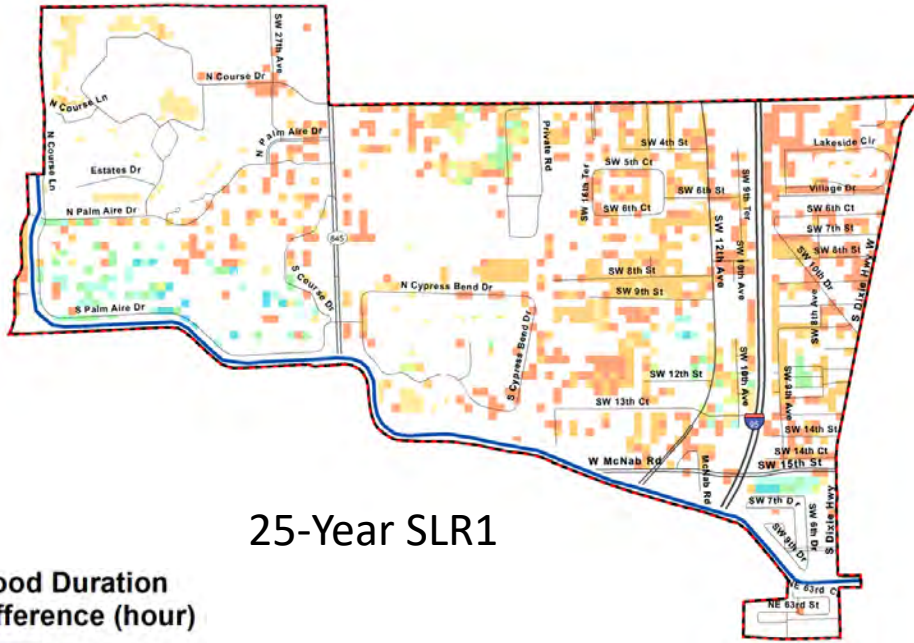 SW 27th Ave
N Course Dr
N Course Ln
N Palm Aire Dr
N Course Ln
Estates Dr
N Palm Aire Dr
S Palm Aire Dr
S Course Dr
845
N Cypress Bend Dr
S Cypress Bend Dr
Private Rd
SW 16th Ter
SW 4th St
SW 5th Ct
SW 6th St
SW 6th Ct
SW 8th St
SW 9th St
SW 12th Ave
SW 9th Ter
SW 10th Ave
SW 12th St
SW 10th Ave
SW 13th Ct
95
Lakeside Cir
Village Dr
SW 6th Ct
SW 7th St
SW 8th St
SW 10th Dr
SW 8th Ave
S Dixie Hwy W
SW 9th Ave
SW 14th St
SW 14th Ct
SW 15th St
W McNab Rd
McNab Rd
SW 7th Dr
SW 6th Dr
S Dixie Hwy
SW 9th Dr
NE 63rd C
NE 63rd St
25-Year SLR1
ood Duration
fference (hour)